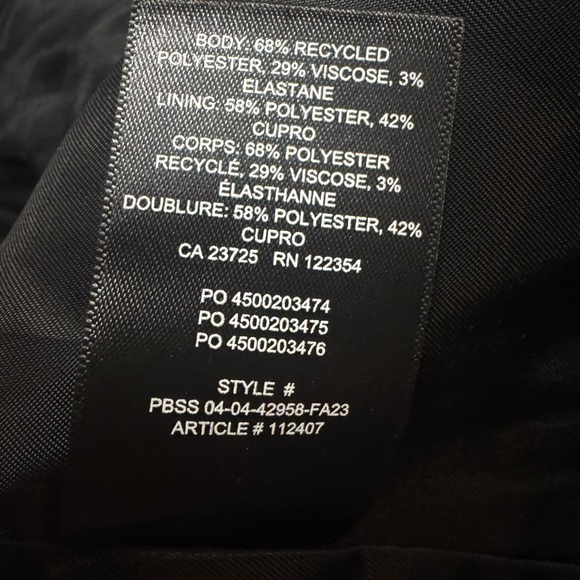 BODY: 68% RECYCLED
POLYESTER, 29% VISCOSE, 3%
ELASTANE
LINING: 58% POLYESTER, 42%
CUPRO
CORPS: 68% POLYESTER
RECYCLÉ, 29% VISCOSE, 3%
ÉLASTHANNE
DOUBLURE: 58% POLYESTER, 42%
CUPRO
CA 23725 RN 122354
PO 4500203474
PO 4500203475
PO 4500203476
STYLE #
PBSS 04-04-42958-FA23
ARTICLE # 112407